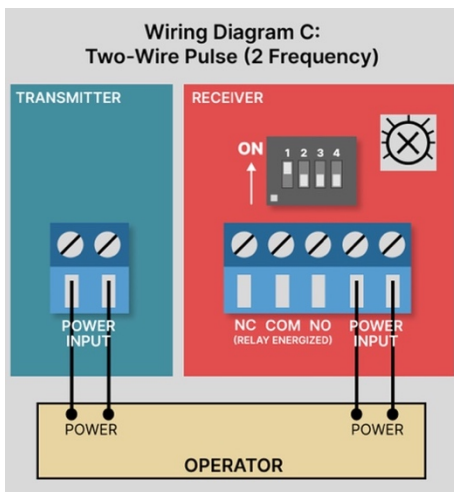 Wiring Diagram C:
Two-Wire Pulse (2 Frequency)
TRANSMITTER
RECEIVER
ON
1 2 3 4
POWER
INPUT
NC COM NO POWER
(RELAY ENERGIZED) INPUT
POWER
POWER
OPERATOR